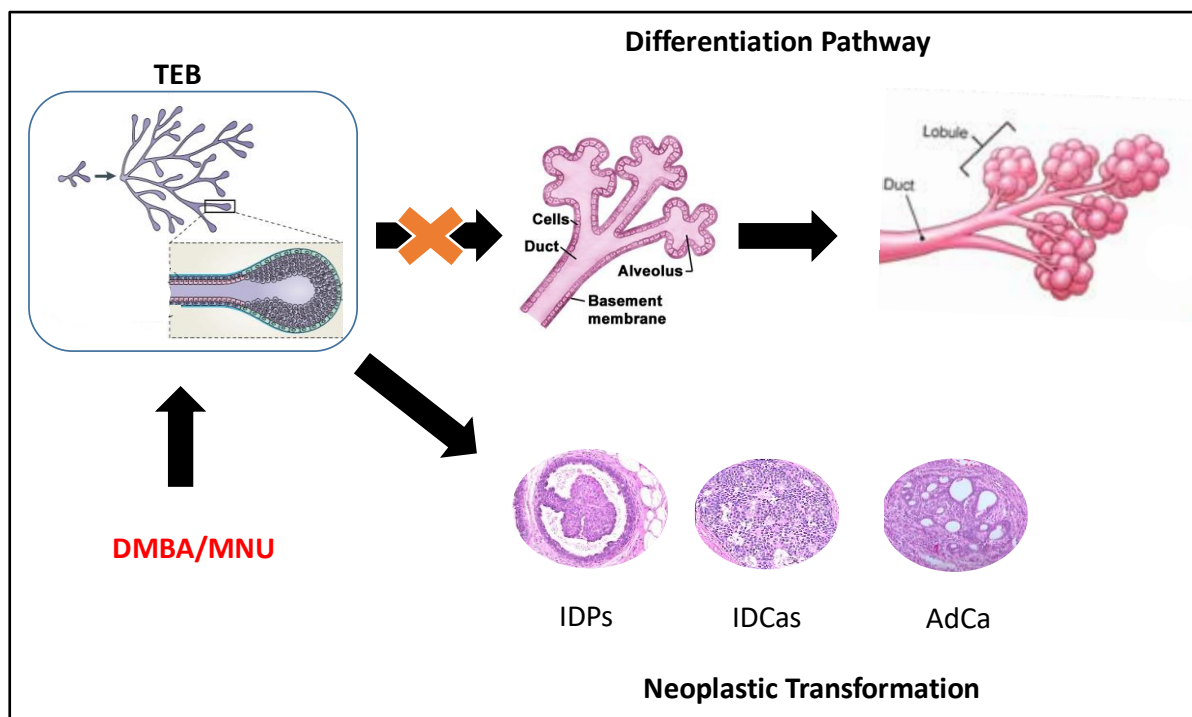 Differentiation Pathway
TEB
Lobule
Duct
Cells
Duct
Alveolus
Basement
membrane
DMBA/MNU
IDPs
IDCas
AdCa
Neoplastic Transformation